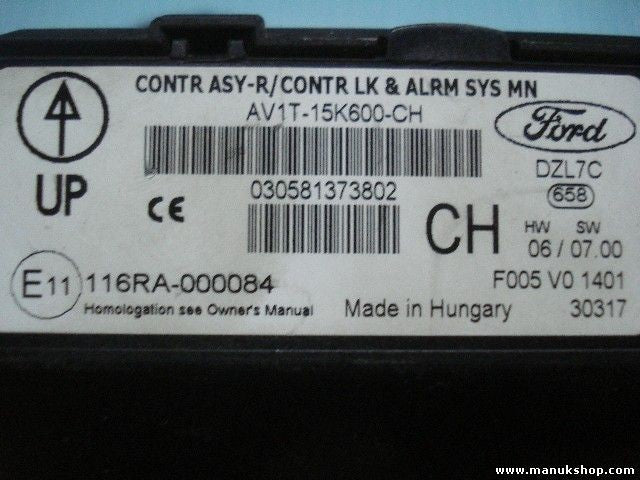 CONTR ASY-R/CONTR LK & ALRM SYS MN
AV1T-15K600-CH
Ford
DZL7C
UP
CE
030581373802
658
CH
HW SW
06 / 07.00
E11 116RA-000084
F005 V0 1401
Homologation see Owner's Manual
Made in Hungary
30317
www.manukshop.com